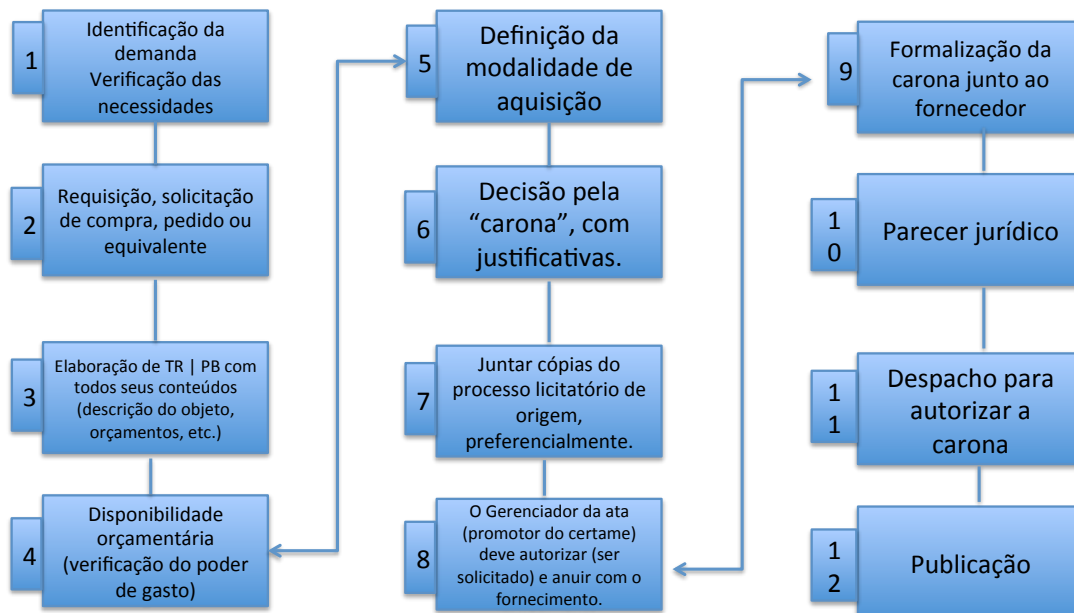 1
Identificação da
demanda
Verificação das
necessidades
2
Requisição, solicitação
de compra, pedido ou
equivalente
3
Elaboração de TR | PB com
todos seus conteúdos
(descrição do objeto,
orçamentos, etc.)
4
Disponibilidade
orçamentária
(verificação do poder
de gasto)
5
Definição da
modalidade de
aquisição
6
Decisão pela
“carona”, com
justificativas.
7
Juntar cópias do
processo licitatório de
origem,
preferencialmente.
8
O Gerenciador da ata
(promotor do certame)
deve autorizar (ser
solicitado) e anuir com o
fornecimento.
9
Formalização da
carona junto ao
fornecedor
1
0
Parecer jurídico
1
1
Despacho para
autorizar a
carona
1
2
Publicação